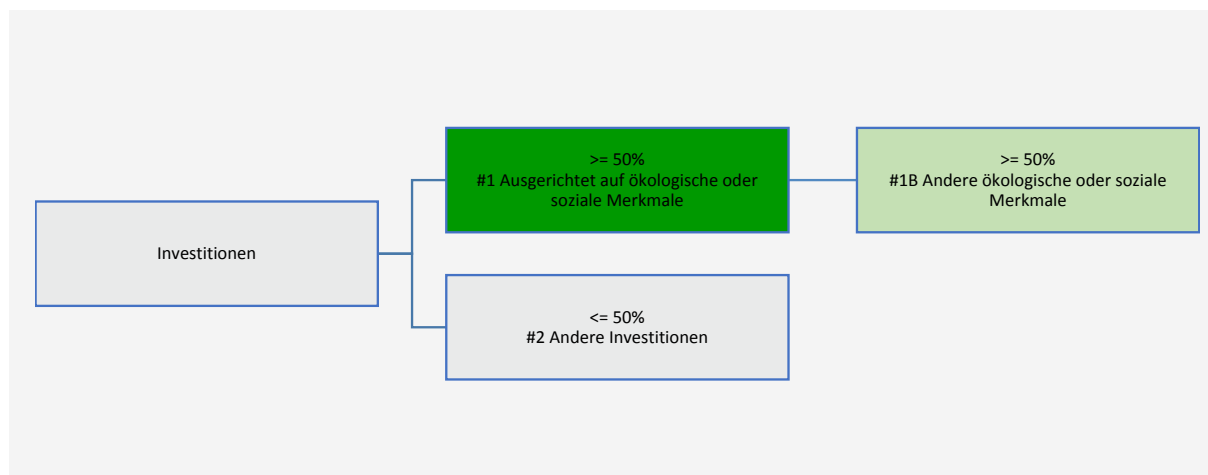 Investitionen
>= 50%
#1 Ausgerichtet auf ökologische oder
soziale Merkmale
>= 50%
#1B Andere ökologische oder soziale
Merkmale
<= 50%
#2 Andere Investitionen